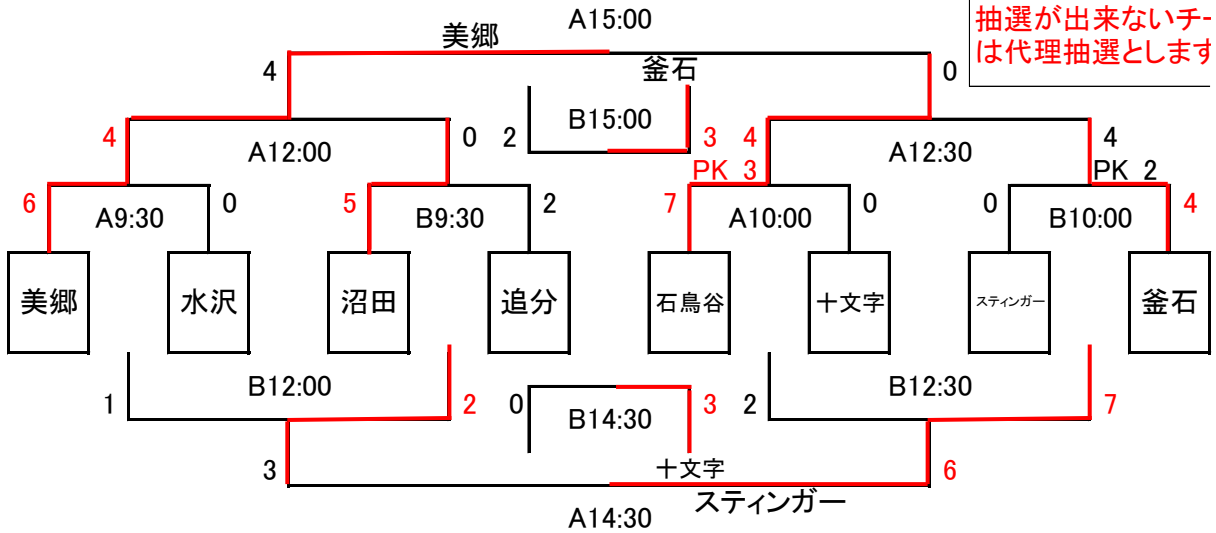 A15:00
抽選が出来ないチー
は代理抽選とします
美郷
4
釜石
0
B15:00
4
0
2
3
4
4
A12:00
A12:30
PK 3
PK 2
6
0
5
2
7
0
0
4
A9:30
B9:30
A10:00
B10:00
美郷
水沢
沼田
追分
石鳥谷
十文字
スティンガー
釜石
B12:00
B12:30
1
2
0
3
2
7
B14:30
3
十文字
6
スティンガー
A14:30